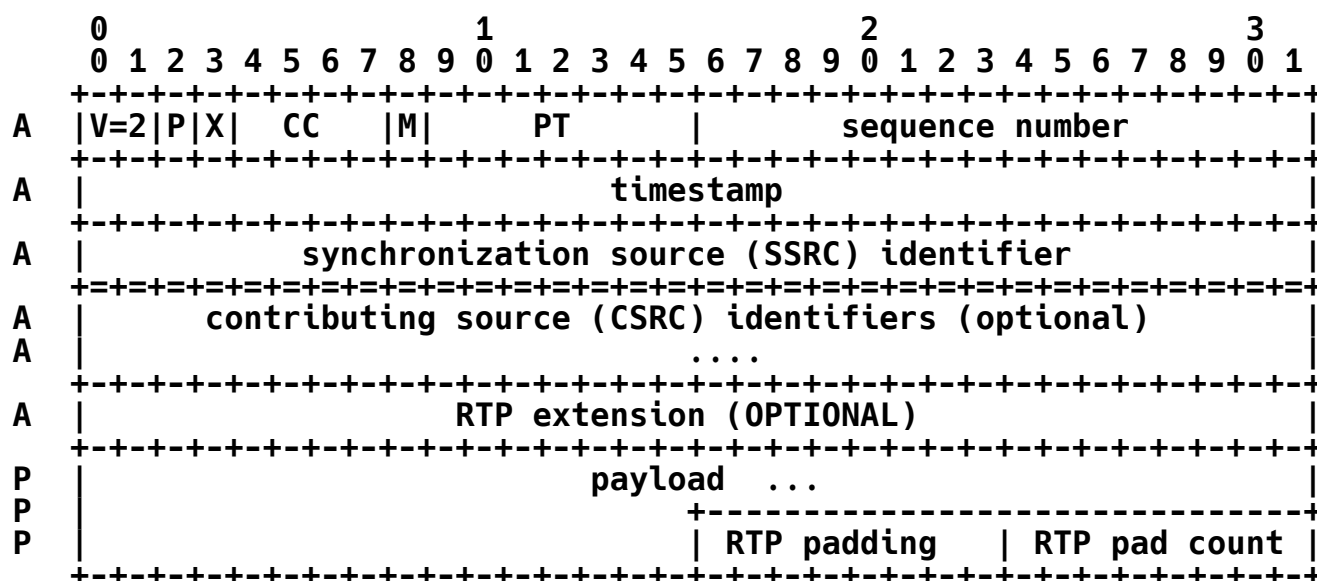 0                   1                   2                   3
     0 1 2 3 4 5 6 7 8 9 0 1 2 3 4 5 6 7 8 9 0 1 2 3 4 5 6 7 8 9 0 1
    +-+-+-+-+-+-+-+-+-+-+-+-+-+-+-+-+-+-+-+-+-+-+-+-+-+-+-+-+-+-+-+-+
A   |V=2|P|X|  CC   |M|     PT      |       sequence number         |
    +-+-+-+-+-+-+-+-+-+-+-+-+-+-+-+-+-+-+-+-+-+-+-+-+-+-+-+-+-+-+-+-+
A   |                           timestamp                           |
    +-+-+-+-+-+-+-+-+-+-+-+-+-+-+-+-+-+-+-+-+-+-+-+-+-+-+-+-+-+-+-+-+
A   |           synchronization source (SSRC) identifier            |
    +=+=+=+=+=+=+=+=+=+=+=+=+=+=+=+=+=+=+=+=+=+=+=+=+=+=+=+=+=+=+=+=+
A   |      contributing source (CSRC) identifiers (optional)        |
A   |                               ....                            |
    +-+-+-+-+-+-+-+-+-+-+-+-+-+-+-+-+-+-+-+-+-+-+-+-+-+-+-+-+-+-+-+-+
A   |                   RTP extension (OPTIONAL)                    |
    +-+-+-+-+-+-+-+-+-+-+-+-+-+-+-+-+-+-+-+-+-+-+-+-+-+-+-+-+-+-+-+-+
P   |                          payload  ...                         |
P   |                               +-------------------------------+
P   |                               | RTP padding   | RTP pad count |
    +-+-+-+-+-+-+-+-+-+-+-+-+-+-+-+-+-+-+-+-+-+-+-+-+-+-+-+-+-+-+-+-+